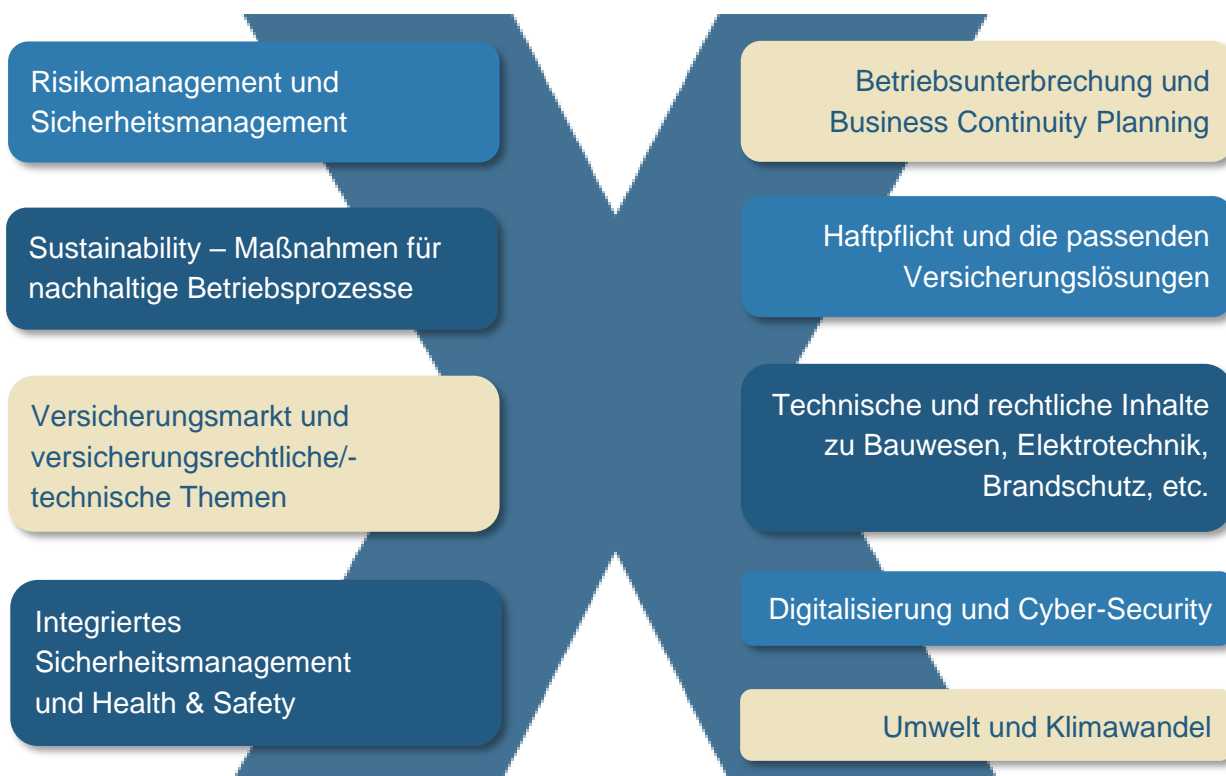 Risikomanagement und
Sicherheitsmanagement
Sustainability – Maßnahmen für
nachhaltige Betriebsprozesse
Versicherungsmarkt und
versicherungsrechtliche/-
technische Themen
Integriertes
Sicherheitsmanagement
und Health & Safety
Betriebsunterbrechung und
Business Continuity Planning
Haftpflicht und die passenden
Versicherungslösungen
Technische und rechtliche Inhalte
zu Bauwesen, Elektrotechnik,
Brandschutz, etc.
Digitalisierung und Cyber-Security
Umwelt und Klimawandel